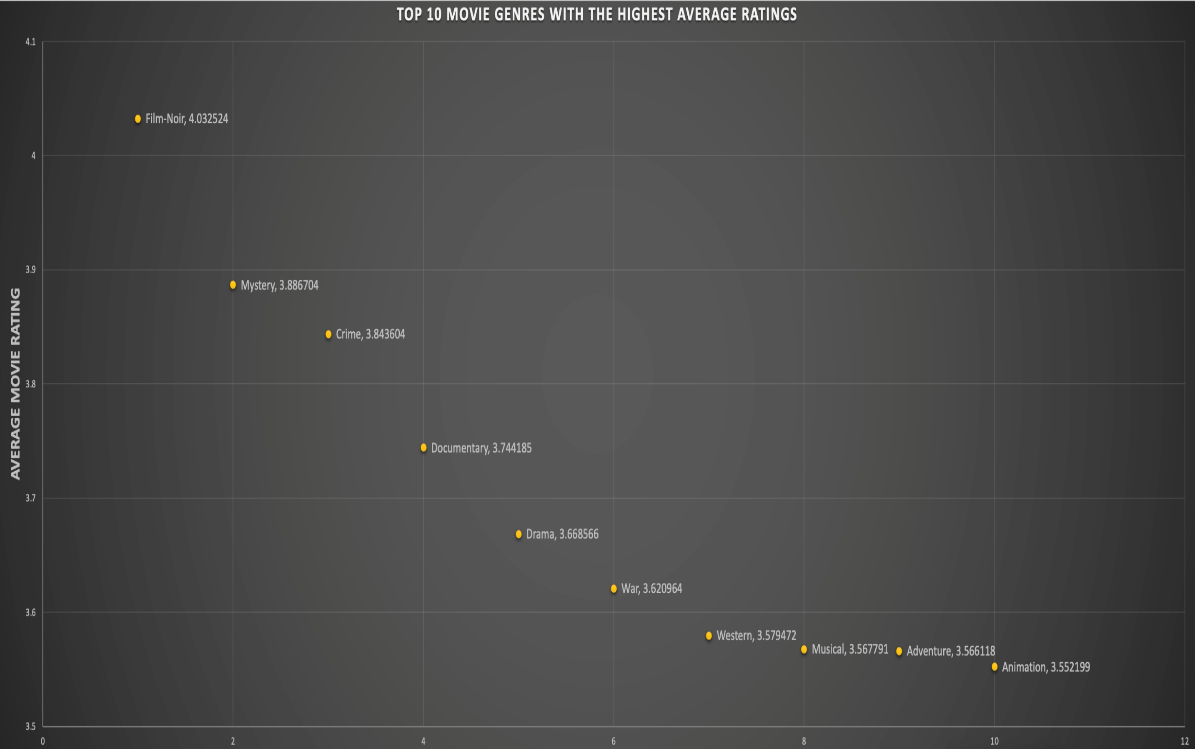 TOP 10 MOVIE GENRES WITH THE HIGHEST AVERAGE RATINGS
AVERAGE MOVIE RATING
4.1
4
3.9
3.8
3.7
3.6
3.5
Film-Noir, 4.032524
Mystery, 3.886704
Crime, 3.843604
Documentary, 3.744185
Drama, 3.668566
War, 3.620964
Western, 3.579472
Musical, 3.567791
Adventure, 3.566118
Animation, 3.552199
0 2 4 6 8 10 12